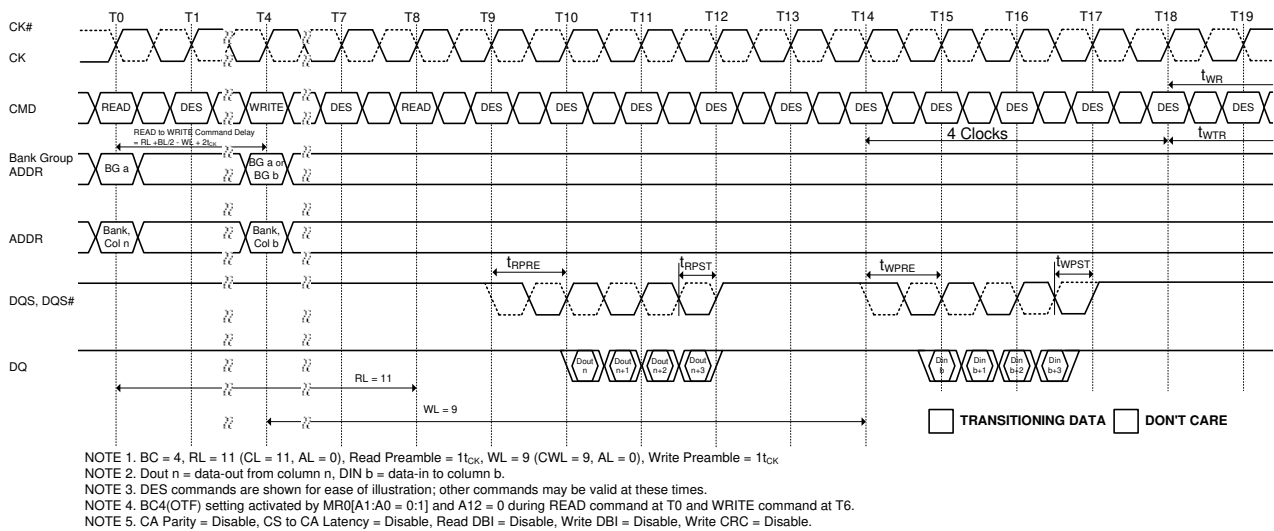 T0 T1 T4 T7 T8 T9 T10 T11 T12 T13 T14 T15 T16 T17 T18 T19
CK#
CK
tWR
CMD READ DES WRITE DES READ DES DES DES DES DES DES DES DES DES DES DES
READ to WRITE Command Delay
= RL +BL/2 - WL + 2tCK
4 Clocks
tWTR
Bank Group
ADDR
BG a
BG a or
BG b
ADDR
Bank,
Col n
Bank,
Col b
tRPRE tRPST tWPRE tWPST
DQS, DQS#
DQ
Dout
n
Dout
n+1
Dout
n+2
Dout
n+3
Din
b
Din
b+1
Din
b+2
Din
b+3
RL = 11
WL = 9
TRANSITIONING DATA DON'T CARE
NOTE 1. BC = 4, RL = 11 (CL = 11, AL = 0), Read Preamble = 1tCK, WL = 9 (CWL = 9, AL = 0), Write Preamble = 1tCK
NOTE 2. Dout n = data-out from column n, DIN b = data-in to column b.
NOTE 3. DES commands are shown for ease of illustration; other commands may be valid at these times.
NOTE 4. BC4(OTF) setting activated by MR0[A1:A0 = 0:1] and A12 = 0 during READ command at T0 and WRITE command at T6.
NOTE 5. CA Parity = Disable, CS to CA Latency = Disable, Read DBI = Disable, Write DBI = Disable, Write CRC = Disable.